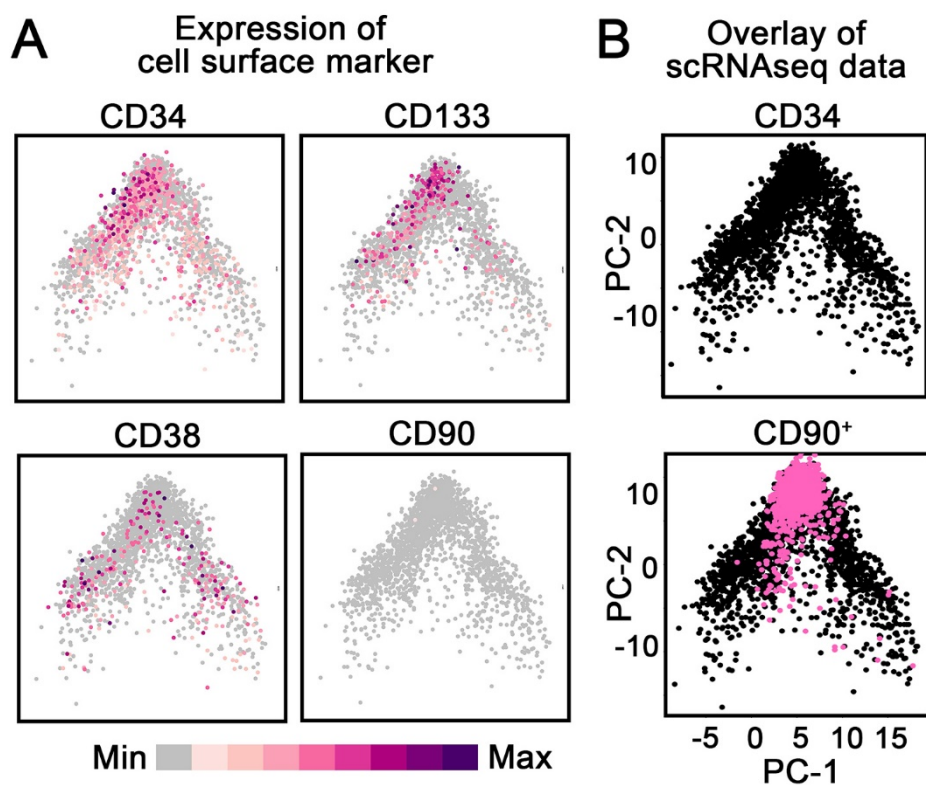 A
Expression of
cell surface marker
B
Overlay of
scRNAseq data
CD34
CD133
CD34
10
0
-10
PC-2
CD38
CD90
CD90+
10
0
-10
PC-2
-5 0 5 10 15
PC-1
Min
Max